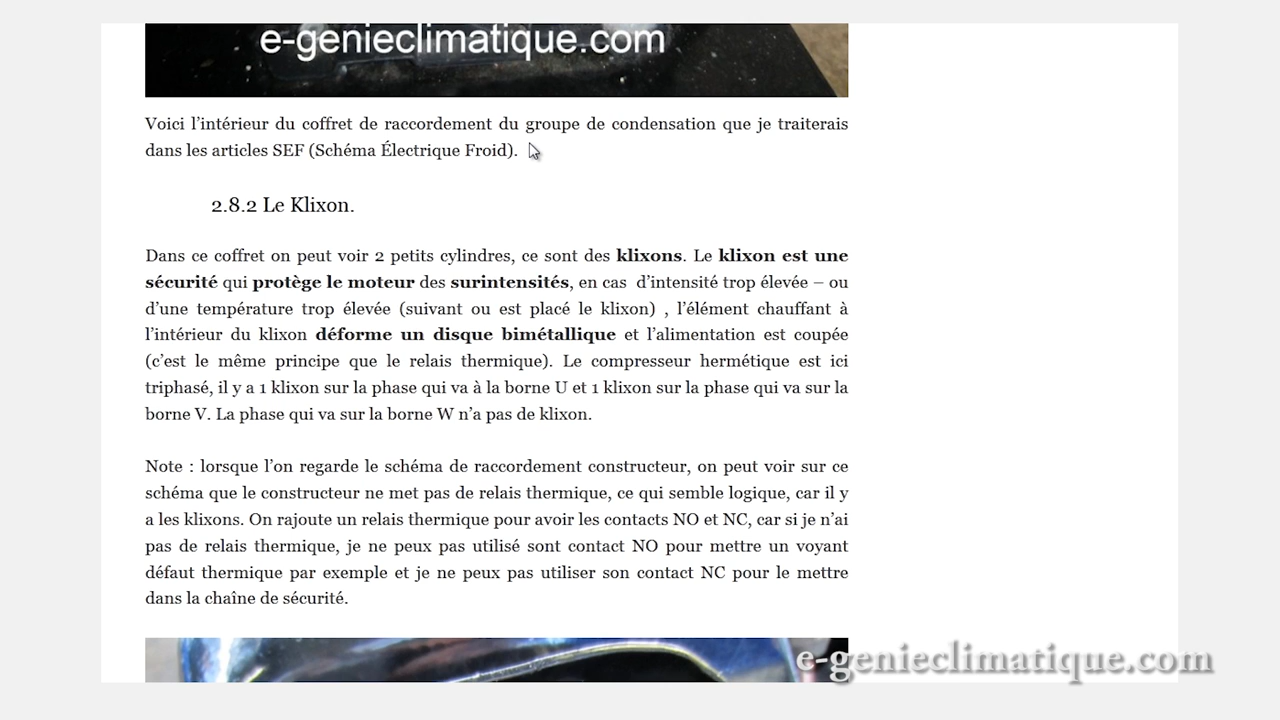 e-genieclimatique.com
Voici l’intérieur du coffret de raccordement du groupe de condensation que je traiterais
dans les articles SEF (Schéma Électrique Froid).
2.8.2 Le Klixon.
Dans ce coffret on peut voir 2 petits cylindres, ce sont des klixons. Le klixon est une
sécurité qui protège le moteur des surintensités, en cas d’intensité trop élevée – ou
d’une température trop élevée (suivant ou est placé le klixon) , l’élément chauffant à
l’intérieur du klixon déforme un disque bimétallique et l’alimentation est coupée
(c’est le même principe que le relais thermique). Le compresseur hermétique est ici
triphasé, il y a 1 klixon sur la phase qui va à la borne U et 1 klixon sur la phase qui va sur la
borne V. La phase qui va sur la borne W n’a pas de klixon.
Note : lorsque l’on regarde le schéma de raccordement constructeur, on peut voir sur ce
schéma que le constructeur ne met pas de relais thermique, ce qui semble logique, car il y
a les klixons. On rajoute un relais thermique pour avoir les contacts NO et NC, car si je n’ai
pas de relais thermique, je ne peux pas utilisé sont contact NO pour mettre un voyant
défaut thermique par exemple et je ne peux pas utiliser son contact NC pour le mettre
dans la chaîne de sécurité.
e-genieclimatique.com